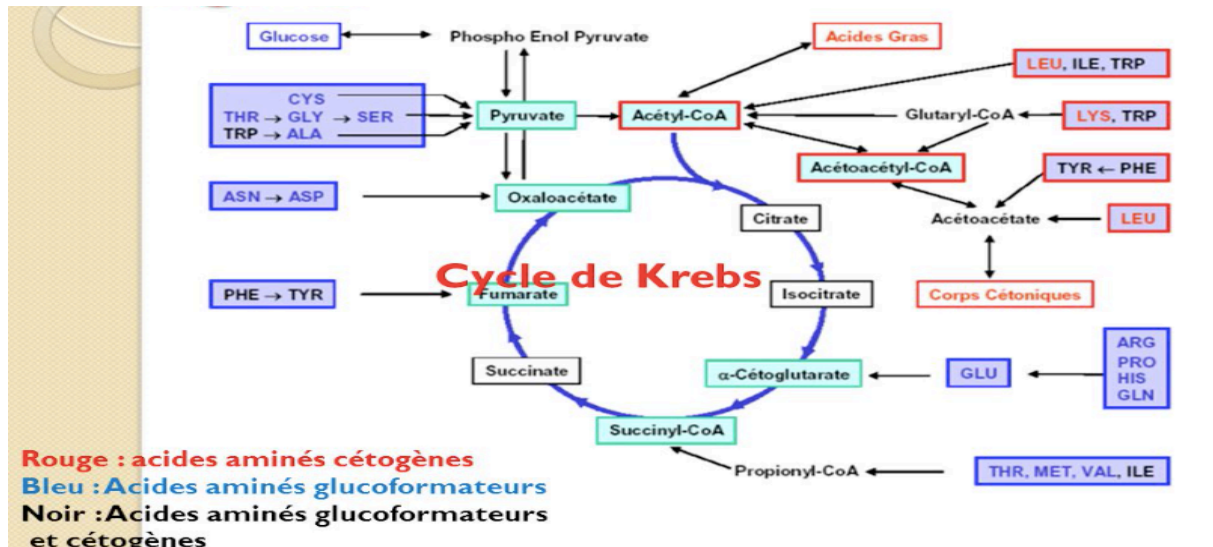 Glucose
Phospho Enol Pyruvate
Acides Gras
LEU, ILE, TRP
CYS
THR → GLY → SER
TRP → ALA
Pyruvate
Acétyl-CoA
Glutaryl-CoA
LYS, TRP
Acétoacétyl-CoA
TYR ← PHE
ASN → ASP
Oxaloacétate
Citrate
Acétoacétate
LEU
Cycle de Krebs
PHE → TYR
Fumarate
Isocitrate
Corps Cétoniques
Succinate
α-Cétoglutarate
GLU
ARG
PRO
HIS
GLN
Succinyl-CoA
Propionyl-CoA
THR, MET, VAL, ILE
Rouge : acides aminés cétogènes
Bleu :Acides aminés glucoformateurs
Noir :Acides aminés glucoformateurs
et cétogènes